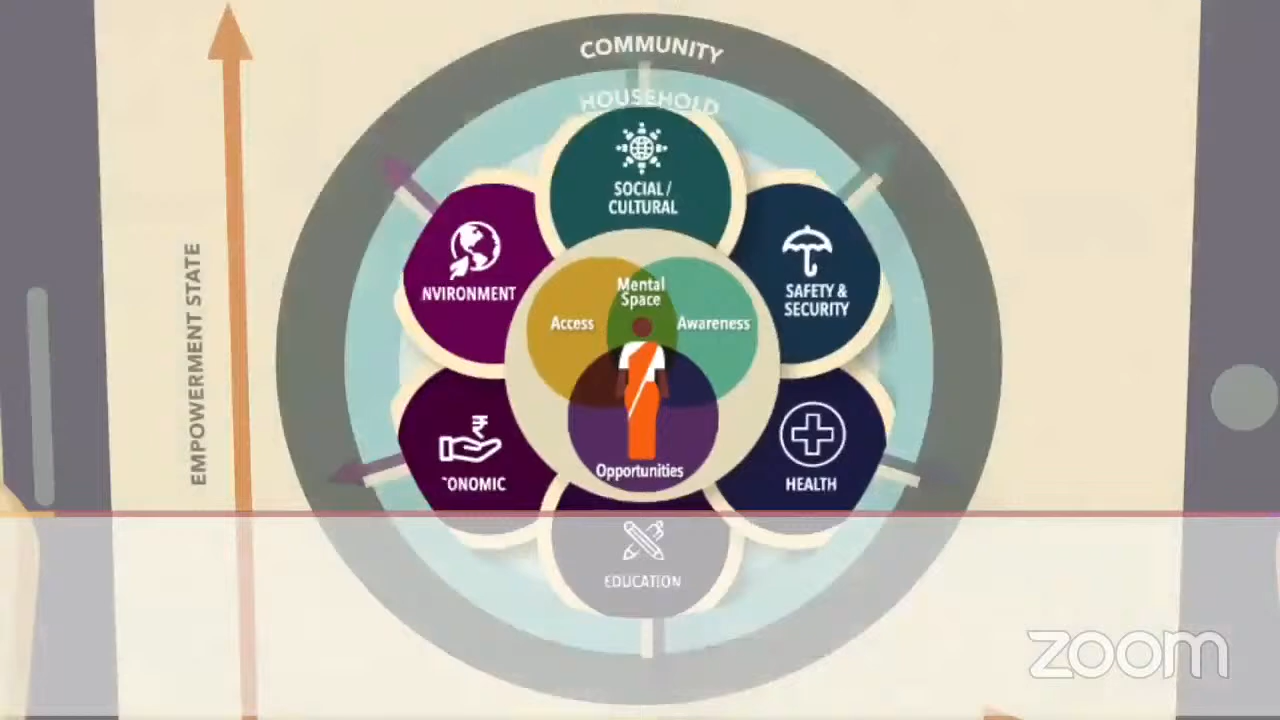 COMMUNITY
HOUSEHOLD
SOCIAL /
CULTURAL
NVIRONMENT
SAFETY &
SECURITY
Mental
Space
Access
Awareness
EMPOWERMENT STATE
Opportunities
ONOMIC
HEALTH
EDUCATION
zoom